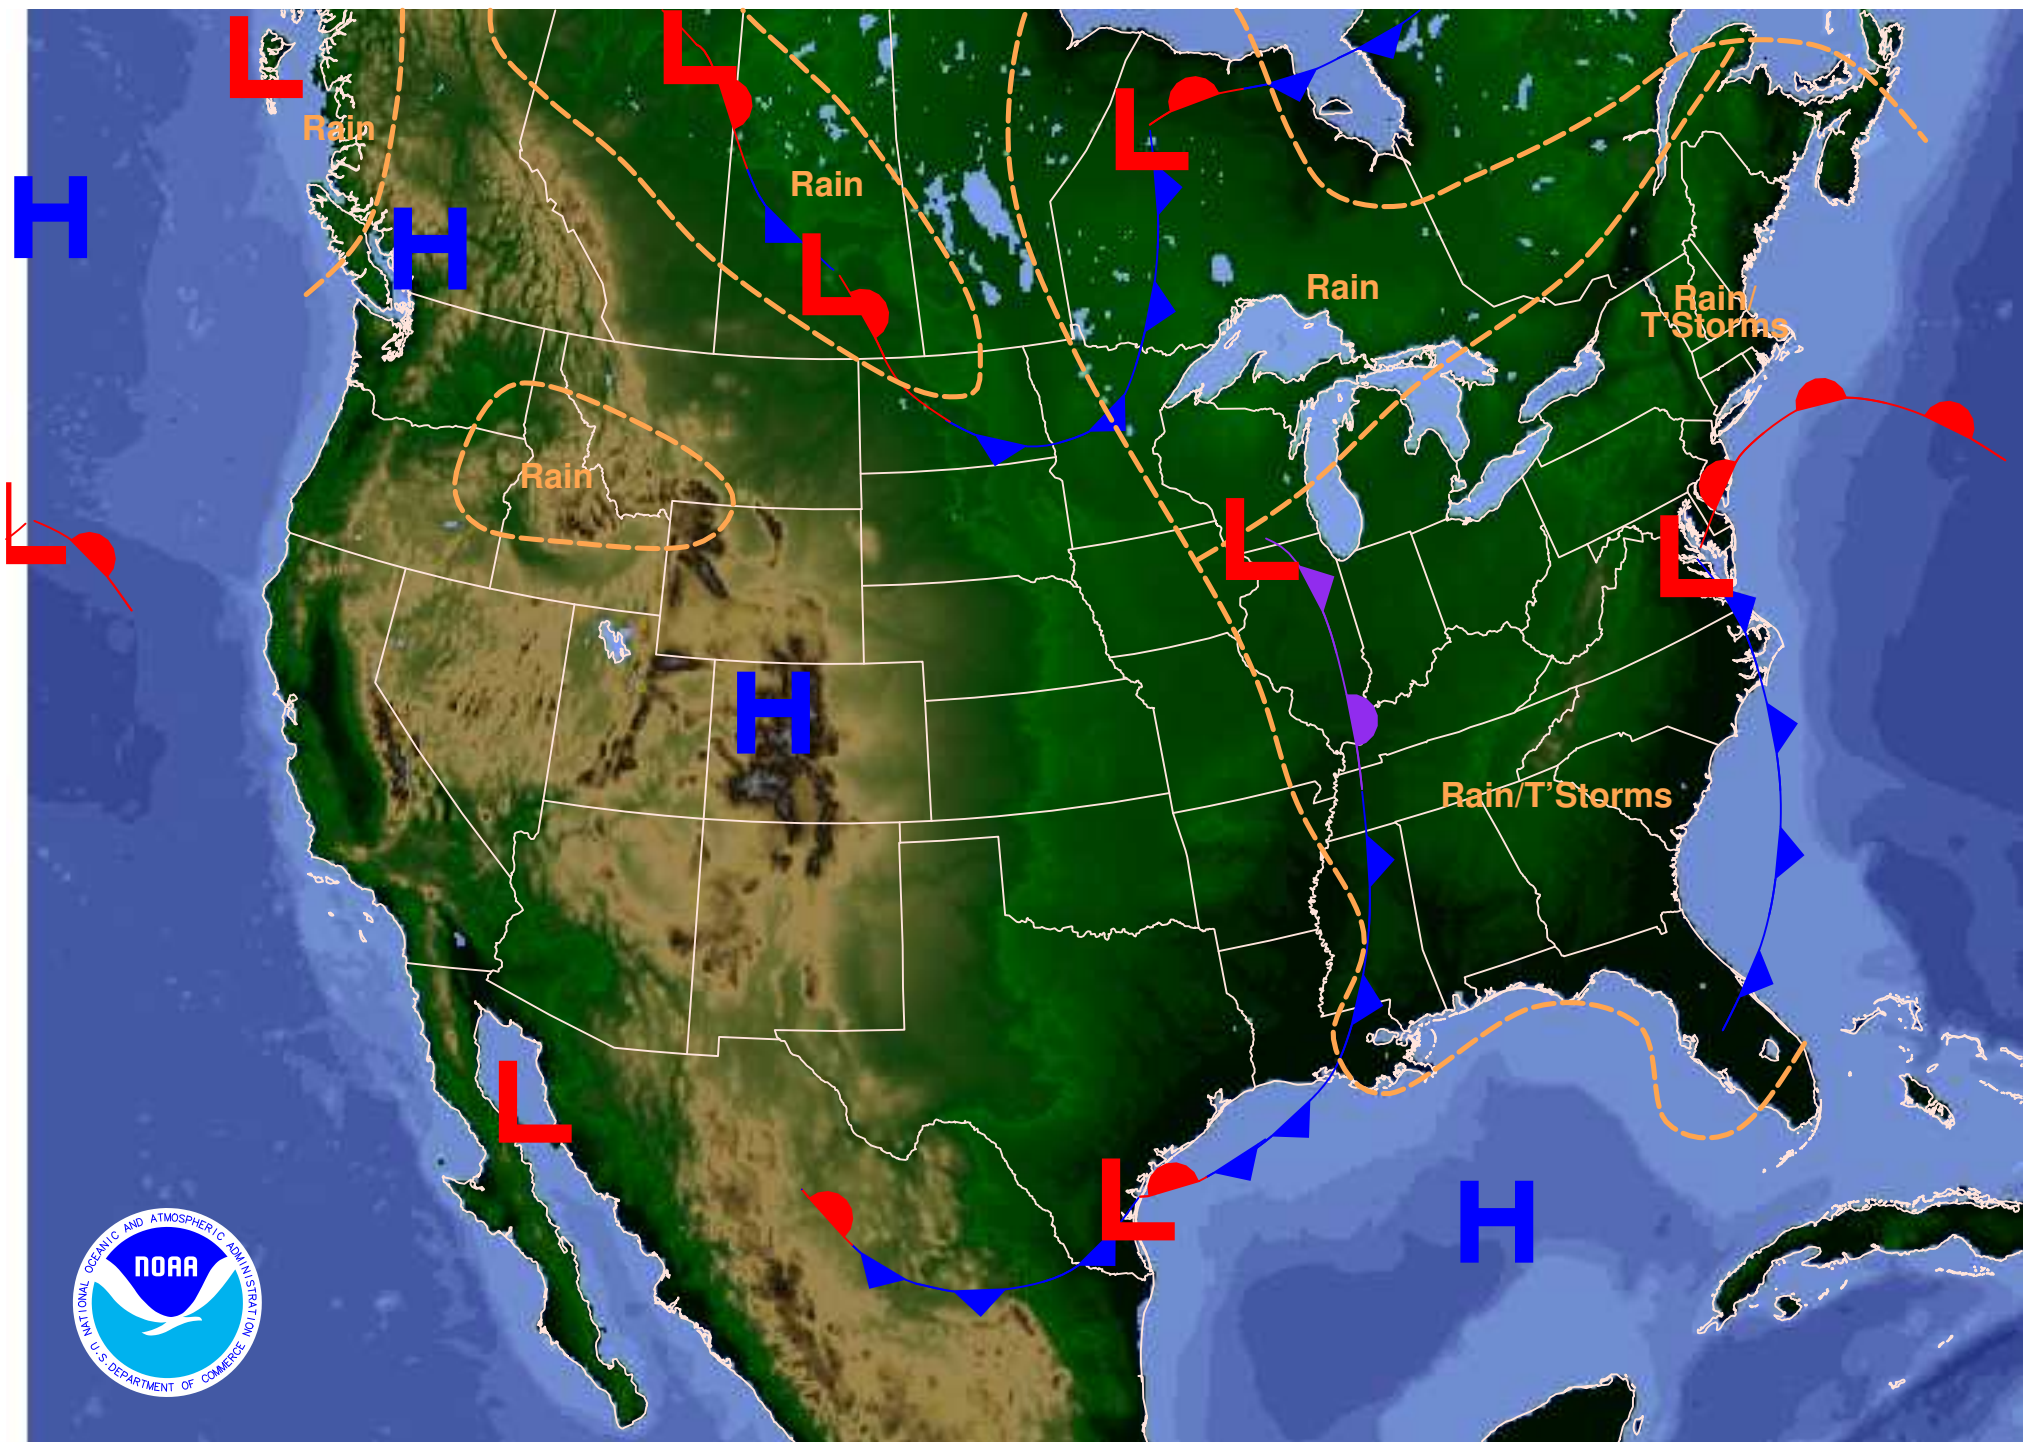 L
L
Rain
L
Rain
H
H
L
Rain
Rain/
T'Storms
L
Rain
L
L
L
H
Rain/T'Storms
L
L
H
NATIONAL OCEANIC AND ATMOSPHERIC ADMINISTRATION
NOAA
U.S. DEPARTMENT OF COMMERCE